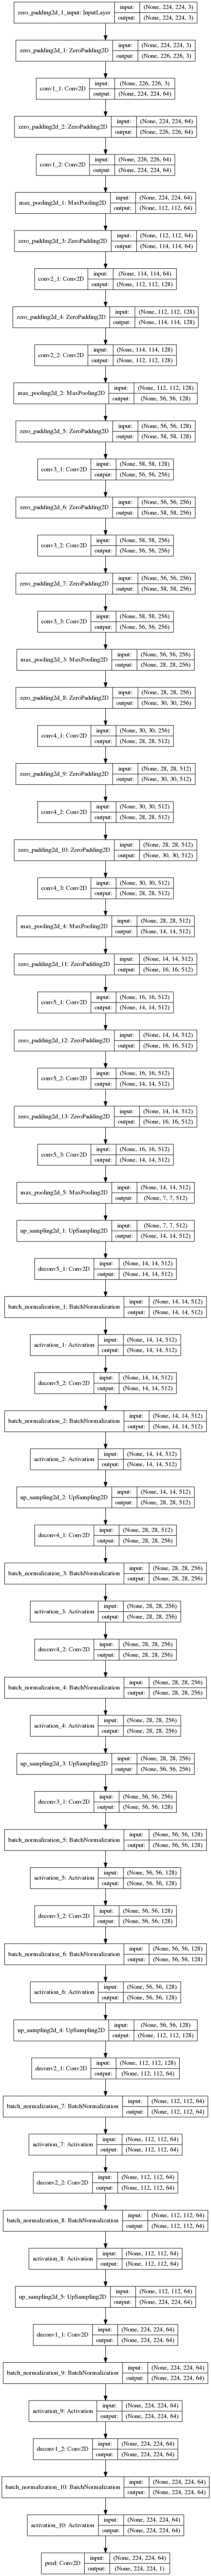 zero_padding2d_1_input: InputLayer
input: (None, 224, 224, 3)
output: (None, 224, 224, 3)
zero_padding2d_1: ZeroPadding2D
input: (None, 224, 224, 3)
output: (None, 226, 226, 3)
conv1_1: Conv2D
input: (None, 226, 226, 3)
output: (None, 224, 224, 64)
zero_padding2d_2: ZeroPadding2D
input: (None, 224, 224, 64)
output: (None, 226, 226, 64)
conv1_2: Conv2D
input: (None, 226, 226, 64)
output: (None, 224, 224, 64)
max_pooling2d_1: MaxPooling2D
input: (None, 224, 224, 64)
output: (None, 112, 112, 64)
zero_padding2d_3: ZeroPadding2D
input: (None, 112, 112, 64)
output: (None, 114, 114, 64)
conv2_1: Conv2D
input: (None, 114, 114, 64)
output: (None, 112, 112, 128)
zero_padding2d_4: ZeroPadding2D
input: (None, 112, 112, 128)
output: (None, 114, 114, 128)
conv2_2: Conv2D
input: (None, 114, 114, 128)
output: (None, 112, 112, 128)
max_pooling2d_2: MaxPooling2D
input: (None, 112, 112, 128)
output: (None, 56, 56, 128)
zero_padding2d_5: ZeroPadding2D
input: (None, 56, 56, 128)
output: (None, 58, 58, 128)
conv3_1: Conv2D
input: (None, 58, 58, 128)
output: (None, 56, 56, 256)
zero_padding2d_6: ZeroPadding2D
input: (None, 56, 56, 256)
output: (None, 58, 58, 256)
conv3_2: Conv2D
input: (None, 58, 58, 256)
output: (None, 56, 56, 256)
zero_padding2d_7: ZeroPadding2D
input: (None, 56, 56, 256)
output: (None, 58, 58, 256)
conv3_3: Conv2D
input: (None, 58, 58, 256)
output: (None, 56, 56, 256)
max_pooling2d_3: MaxPooling2D
input: (None, 56, 56, 256)
output: (None, 28, 28, 256)
zero_padding2d_8: ZeroPadding2D
input: (None, 28, 28, 256)
output: (None, 30, 30, 256)
conv4_1: Conv2D
input: (None, 30, 30, 256)
output: (None, 28, 28, 512)
zero_padding2d_9: ZeroPadding2D
input: (None, 28, 28, 512)
output: (None, 30, 30, 512)
conv4_2: Conv2D
input: (None, 30, 30, 512)
output: (None, 28, 28, 512)
zero_padding2d_10: ZeroPadding2D
input: (None, 28, 28, 512)
output: (None, 30, 30, 512)
conv4_3: Conv2D
input: (None, 30, 30, 512)
output: (None, 28, 28, 512)
max_pooling2d_4: MaxPooling2D
input: (None, 28, 28, 512)
output: (None, 14, 14, 512)
zero_padding2d_11: ZeroPadding2D
input: (None, 14, 14, 512)
output: (None, 16, 16, 512)
conv5_1: Conv2D
input: (None, 16, 16, 512)
output: (None, 14, 14, 512)
zero_padding2d_12: ZeroPadding2D
input: (None, 14, 14, 512)
output: (None, 16, 16, 512)
conv5_2: Conv2D
input: (None, 16, 16, 512)
output: (None, 14, 14, 512)
zero_padding2d_13: ZeroPadding2D
input: (None, 14, 14, 512)
output: (None, 16, 16, 512)
conv5_3: Conv2D
input: (None, 16, 16, 512)
output: (None, 14, 14, 512)
max_pooling2d_5: MaxPooling2D
input: (None, 14, 14, 512)
output: (None, 7, 7, 512)
up_sampling2d_1: UpSampling2D
input: (None, 7, 7, 512)
output: (None, 14, 14, 512)
deconv5_1: Conv2D
input: (None, 14, 14, 512)
output: (None, 14, 14, 512)
batch_normalization_1: BatchNormalization
input: (None, 14, 14, 512)
output: (None, 14, 14, 512)
activation_1: Activation
input: (None, 14, 14, 512)
output: (None, 14, 14, 512)
deconv5_2: Conv2D
input: (None, 14, 14, 512)
output: (None, 14, 14, 512)
batch_normalization_2: BatchNormalization
input: (None, 14, 14, 512)
output: (None, 14, 14, 512)
activation_2: Activation
input: (None, 14, 14, 512)
output: (None, 14, 14, 512)
up_sampling2d_2: UpSampling2D
input: (None, 14, 14, 512)
output: (None, 28, 28, 512)
deconv4_1: Conv2D
input: (None, 28, 28, 512)
output: (None, 28, 28, 256)
batch_normalization_3: BatchNormalization
input: (None, 28, 28, 256)
output: (None, 28, 28, 256)
activation_3: Activation
input: (None, 28, 28, 256)
output: (None, 28, 28, 256)
deconv4_2: Conv2D
input: (None, 28, 28, 256)
output: (None, 28, 28, 256)
batch_normalization_4: BatchNormalization
input: (None, 28, 28, 256)
output: (None, 28, 28, 256)
activation_4: Activation
input: (None, 28, 28, 256)
output: (None, 28, 28, 256)
up_sampling2d_3: UpSampling2D
input: (None, 28, 28, 256)
output: (None, 56, 56, 256)
deconv3_1: Conv2D
input: (None, 56, 56, 256)
output: (None, 56, 56, 128)
batch_normalization_5: BatchNormalization
input: (None, 56, 56, 128)
output: (None, 56, 56, 128)
activation_5: Activation
input: (None, 56, 56, 128)
output: (None, 56, 56, 128)
deconv3_2: Conv2D
input: (None, 56, 56, 128)
output: (None, 56, 56, 128)
batch_normalization_6: BatchNormalization
input: (None, 56, 56, 128)
output: (None, 56, 56, 128)
activation_6: Activation
input: (None, 56, 56, 128)
output: (None, 56, 56, 128)
up_sampling2d_4: UpSampling2D
input: (None, 56, 56, 128)
output: (None, 112, 112, 128)
deconv2_1: Conv2D
input: (None, 112, 112, 128)
output: (None, 112, 112, 64)
batch_normalization_7: BatchNormalization
input: (None, 112, 112, 64)
output: (None, 112, 112, 64)
activation_7: Activation
input: (None, 112, 112, 64)
output: (None, 112, 112, 64)
deconv2_2: Conv2D
input: (None, 112, 112, 64)
output: (None, 112, 112, 64)
batch_normalization_8: BatchNormalization
input: (None, 112, 112, 64)
output: (None, 112, 112, 64)
activation_8: Activation
input: (None, 112, 112, 64)
output: (None, 112, 112, 64)
up_sampling2d_5: UpSampling2D
input: (None, 112, 112, 64)
output: (None, 224, 224, 64)
deconv1_1: Conv2D
input: (None, 224, 224, 64)
output: (None, 224, 224, 64)
batch_normalization_9: BatchNormalization
input: (None, 224, 224, 64)
output: (None, 224, 224, 64)
activation_9: Activation
input: (None, 224, 224, 64)
output: (None, 224, 224, 64)
deconv1_2: Conv2D
input: (None, 224, 224, 64)
output: (None, 224, 224, 64)
batch_normalization_10: BatchNormalization
input: (None, 224, 224, 64)
output: (None, 224, 224, 64)
activation_10: Activation
input: (None, 224, 224, 64)
output: (None, 224, 224, 64)
pred: Conv2D
input: (None, 224, 224, 64)
output: (None, 224, 224, 1)